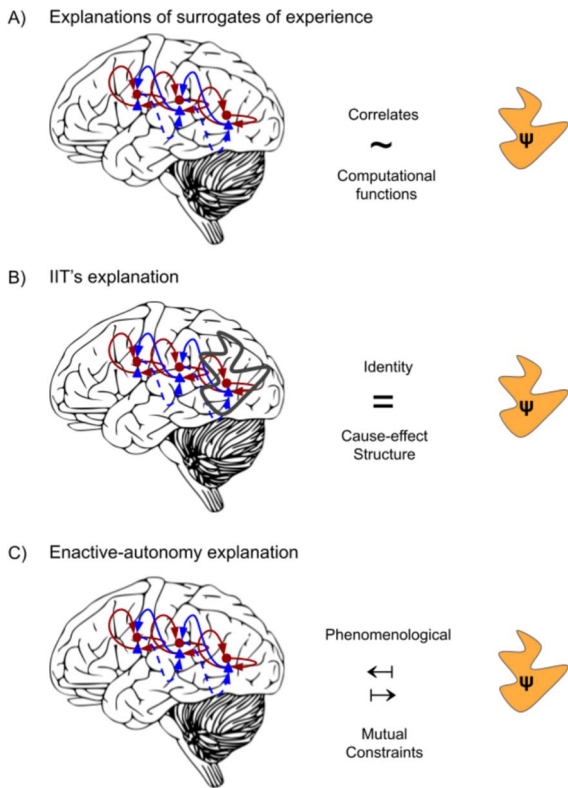 A) Explanations of surrogates of experience
Correlates
~
Computational
functions
Ψ
B) IIT's explanation
Identity
=
Cause-effect
Structure
Ψ
C) Enactive-autonomy explanation
Phenomenological
↤
↦
Mutual
Constraints
Ψ